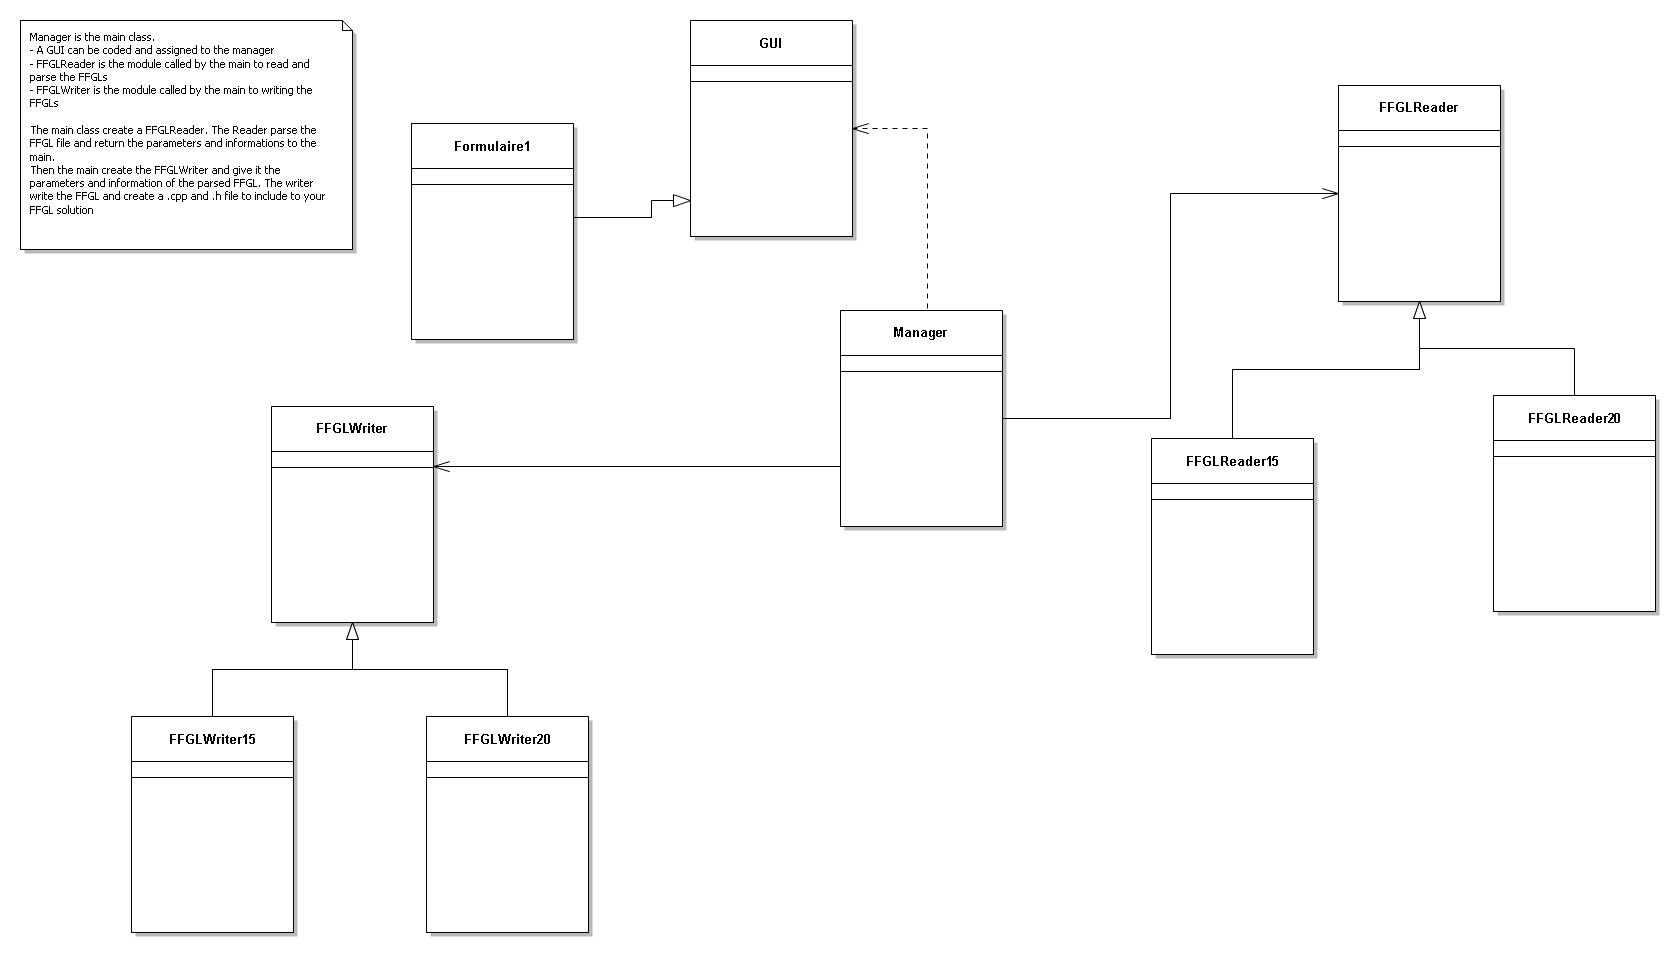 Manager is the main class.
- A GUI can be coded and assigned to the manager
- FFGLReader is the module called by the main to read and
parse the FFGLs
- FFGLWriter is the module called by the main to writing the
FFGLs
The main class create a FFGLReader. The Reader parse the
FFGL file and return the parameters and informations to the
main.
Then the main create the FFGLWriter and give it the
parameters and information of the parsed FFGL. The writer
write the FFGL and create a .cpp and .h file to include to your
FFGL solution
GUI
Formulaire1
FFGLReader
Manager
FFGLWriter
FFGLReader15
FFGLReader20
FFGLWriter15
FFGLWriter20